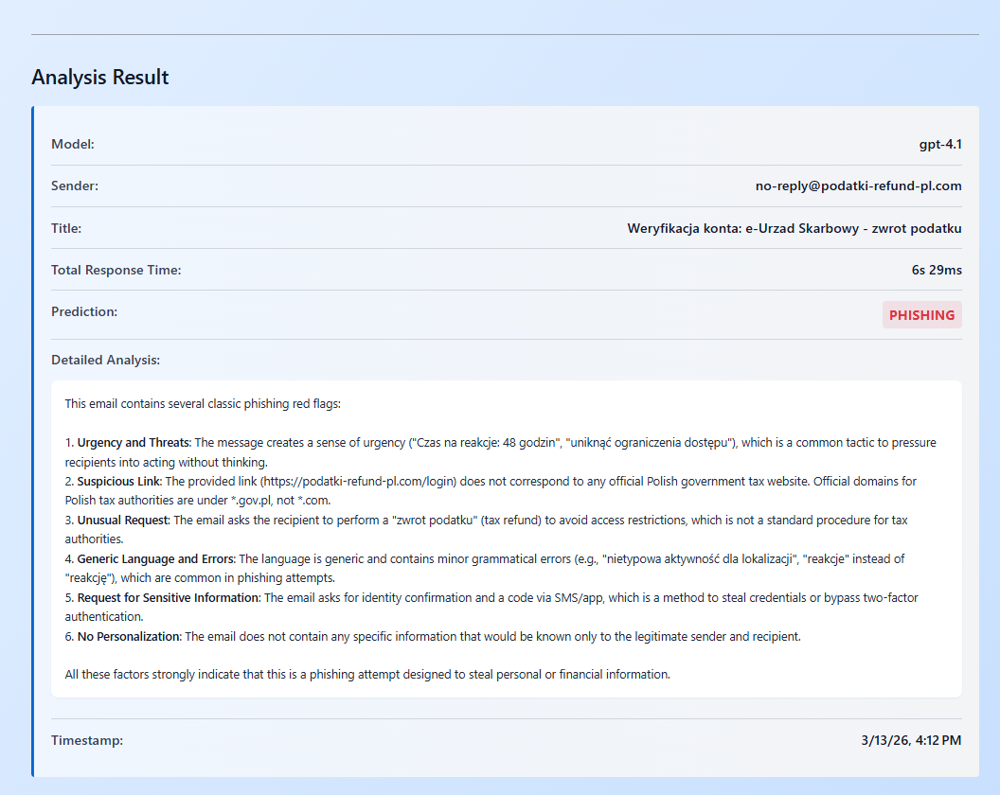 Analysis Result
Model: gpt-4.1
Sender: no-reply@podatki-refund-pl.com
Title: Weryfikacja konta: e-Urzad Skarbowy - zwrot podatku
Total Response Time: 6s 29ms
Prediction: PHISHING
Detailed Analysis:
This email contains several classic phishing red flags:
1. Urgency and Threats: The message creates a sense of urgency ("Czas na reakcje: 48 godzin", "uniknąć ograniczenia dostępu"), which is a common tactic to pressure
recipients into acting without thinking.
2. Suspicious Link: The provided link (https://podatki-refund-pl.com/login) does not correspond to any official Polish government tax website. Official domains for
Polish tax authorities are under *.gov.pl, not *.com.
3. Unusual Request: The email asks the recipient to perform a "zwrot podatku" (tax refund) to avoid access restrictions, which is not a standard procedure for tax
authorities.
4. Generic Language and Errors: The language is generic and contains minor grammatical errors (e.g., "nietypowa aktywność dla lokalizacji", "reakcje" instead of
"reakcję"), which are common in phishing attempts.
5. Request for Sensitive Information: The email asks for identity confirmation and a code via SMS/app, which is a method to steal credentials or bypass two-factor
authentication.
6. No Personalization: The email does not contain any specific information that would be known only to the legitimate sender and recipient.
All these factors strongly indicate that this is a phishing attempt designed to steal personal or financial information.
Timestamp: 3/13/26, 4:12 PM